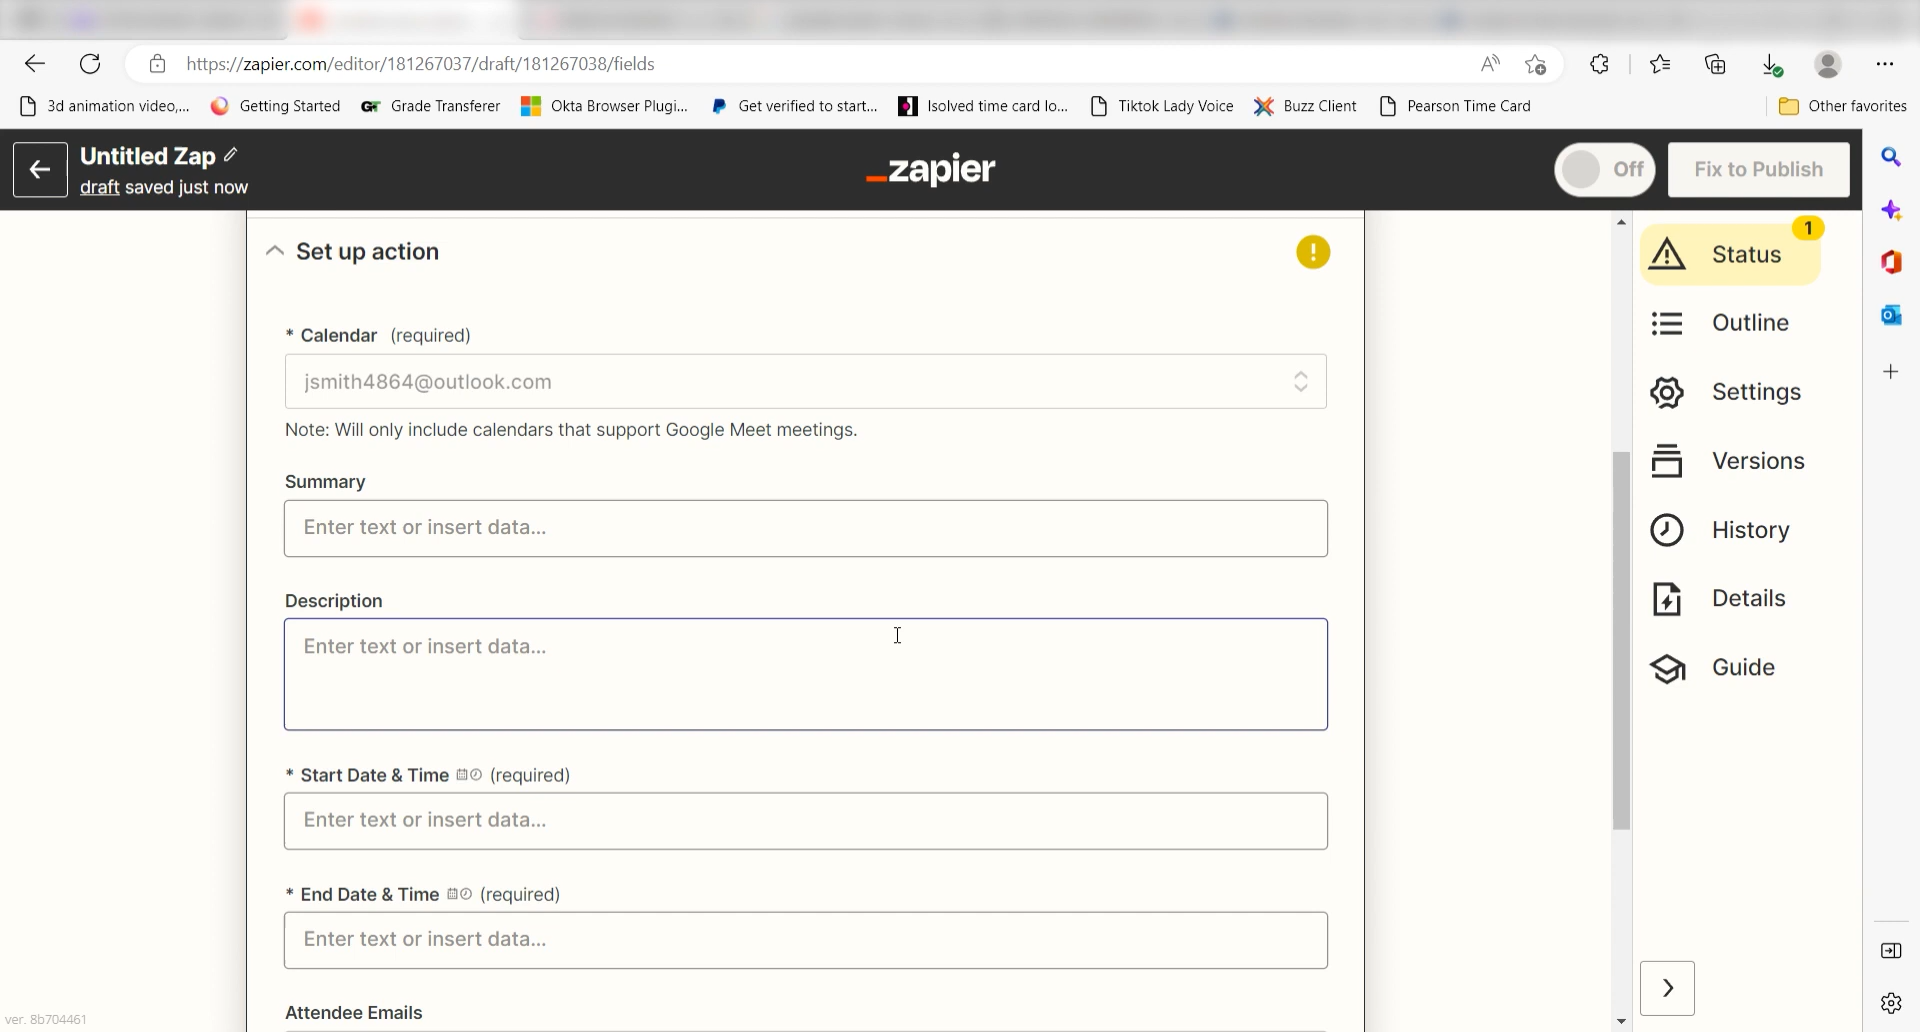 https://zapier.com/editor/181267037/draft/181267038/fields
3d animation video,... Getting Started Grade Transferer Okta Browser Plugi... Get verified to start... Isolved time card lo... Tiktok Lady Voice Buzz Client Pearson Time Card Other favorites
Untitled Zap
draft saved just now
zapier
Off
Fix to Publish
Set up action
* Calendar (required)
jsmith4864@outlook.com
Note: Will only include calendars that support Google Meet meetings.
Summary
Enter text or insert data...
Description
Enter text or insert data...
* Start Date & Time (required)
Enter text or insert data...
* End Date & Time (required)
Enter text or insert data...
Attendee Emails
1
Status
Outline
Settings
Versions
History
Details
Guide
ver. 8b704461